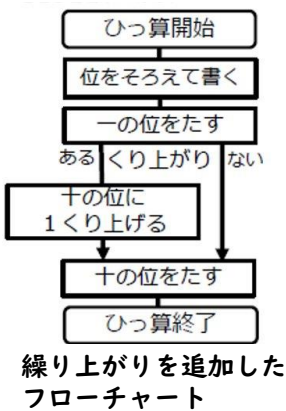 ひっ算開始
位をそろえて書く
一の位をたす
ある くり上がり ない
十の位に
1くり上げる
十の位をたす
ひっ算終了
繰り上がりを追加した
フローチャート